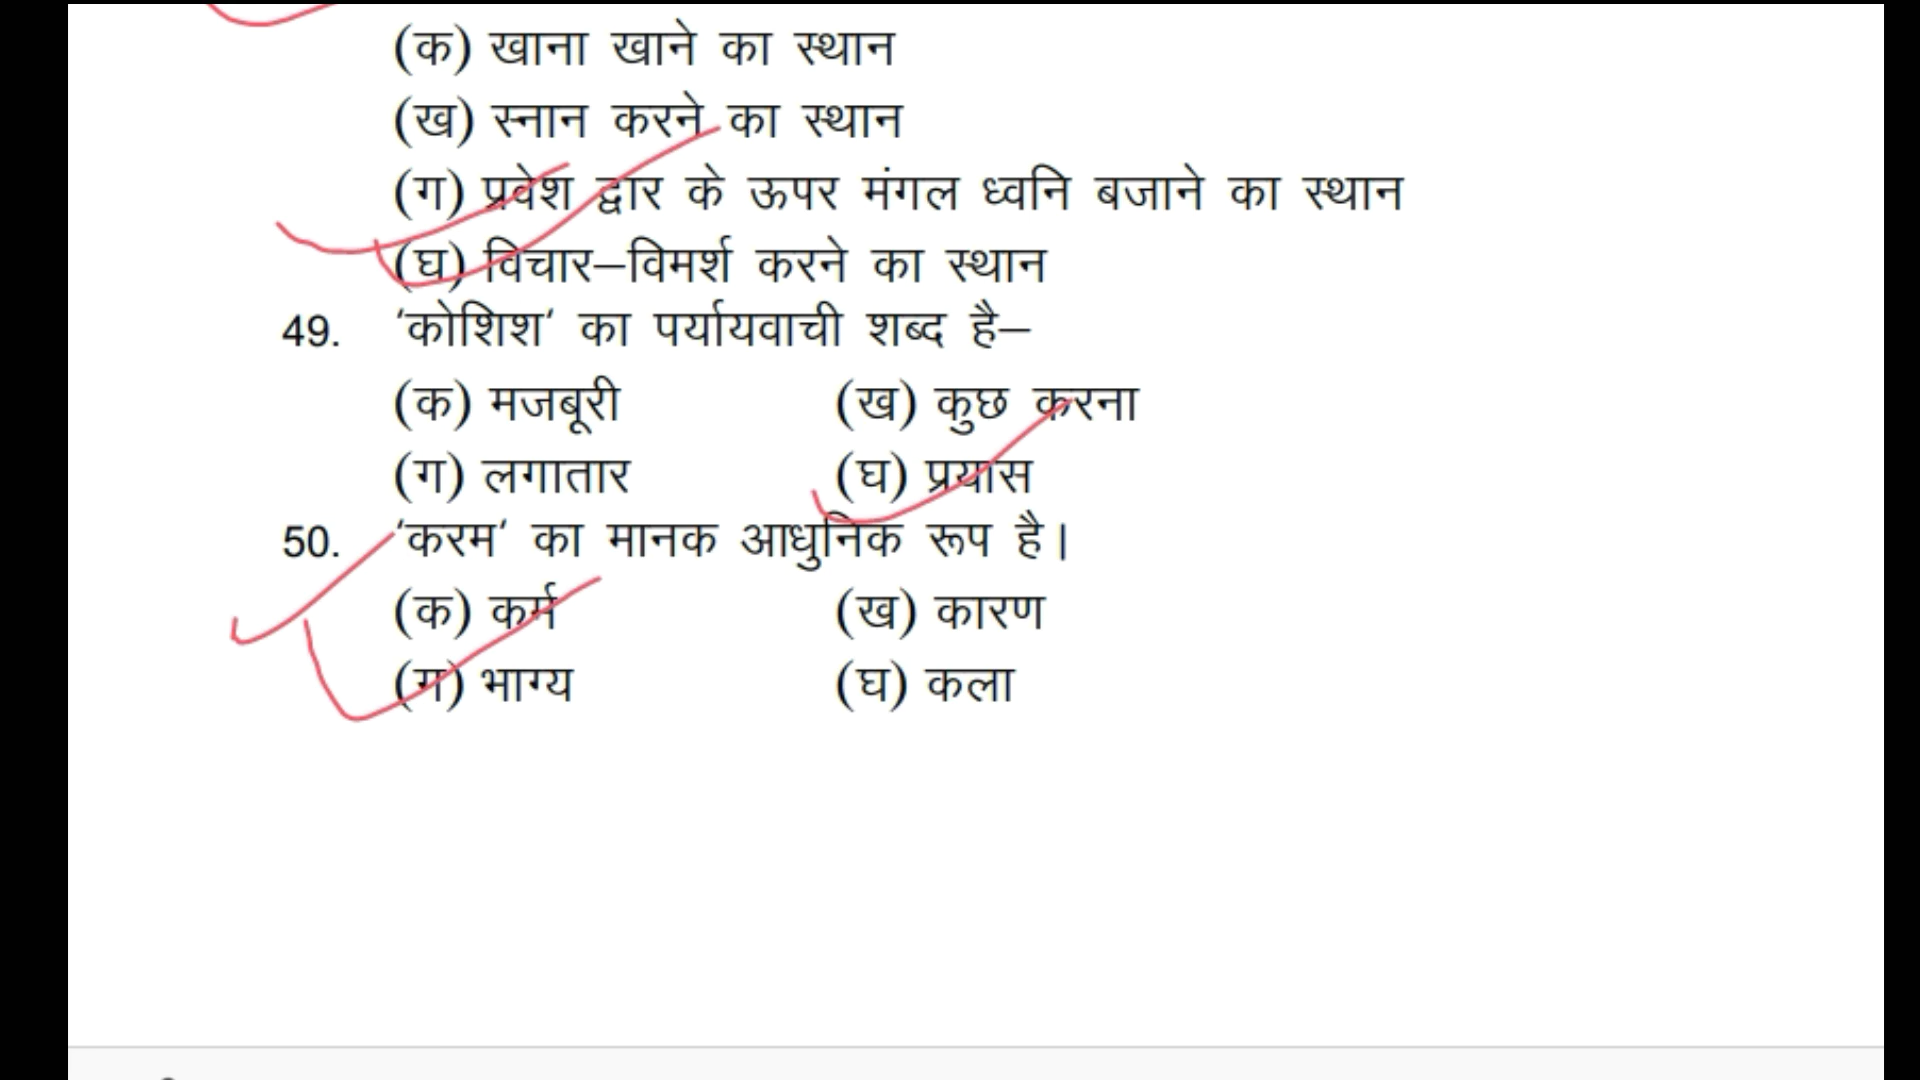 (क) खाना खाने का स्थान
(ख) स्नान करने का स्थान
(ग) प्रवेश द्वार के ऊपर मंगल ध्वनि बजाने का स्थान
(घ) विचार–विमर्श करने का स्थान
49. ‘कोशिश‘ का पर्यायवाची शब्द है–
(क) मजबूरी (ख) कुछ करना
(ग) लगातार (घ) प्रयास
50. ‘करम‘ का मानक आधुनिक रूप है।
(क) कर्म (ख) कारण
(ग) भाग्य (घ) कला